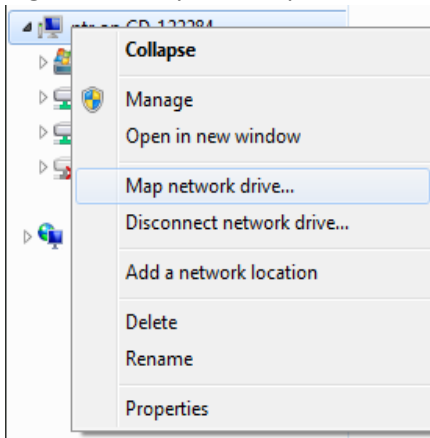 Collapse
Manage
Open in new window
Map network drive...
Disconnect network drive...
Add a network location
Delete
Rename
Properties